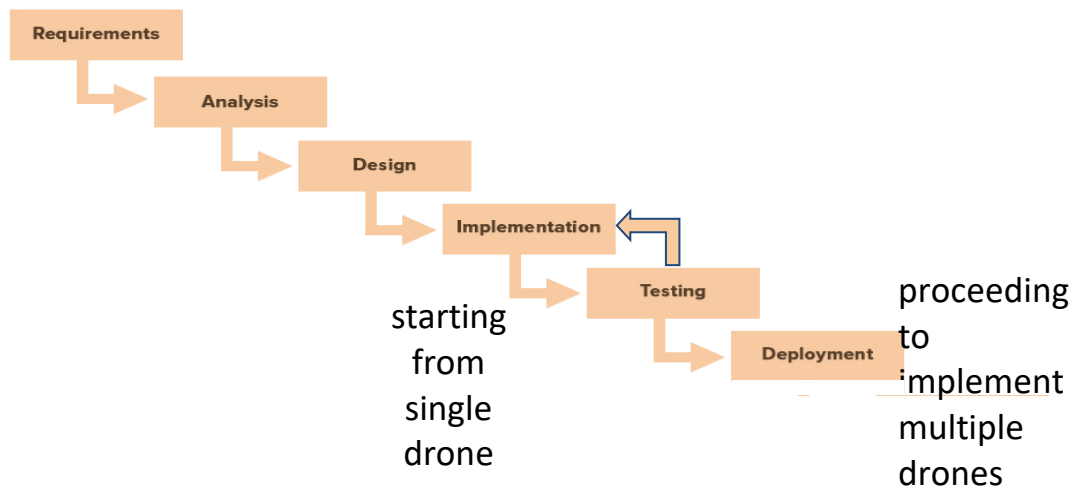 Requirements
Analysis
Design
Implementation
Testing
Deployment
starting
from
single
drone
proceeding
to
implement
multiple
drones